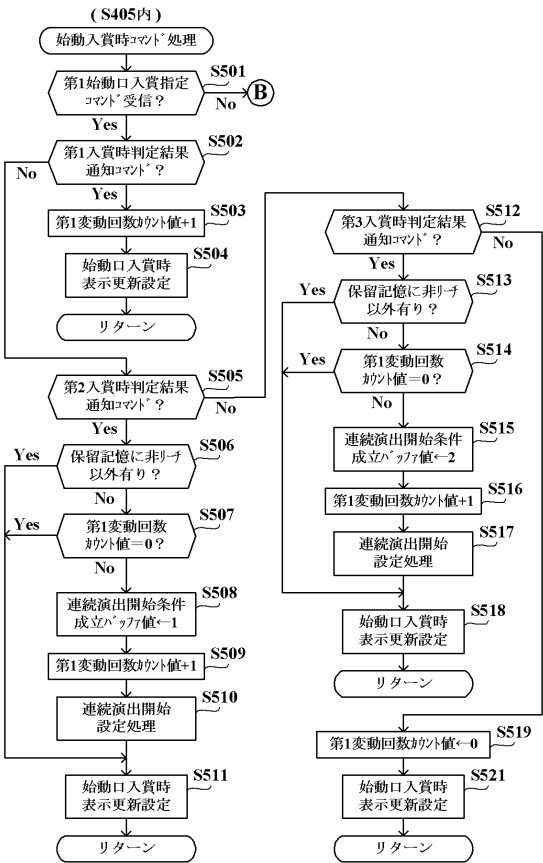 ( S405内 )
始動入賞時コマンド処理
第1始動口入賞指定
コマンド受信？
S501
No
B
Yes
第1入賞時判定結果
通知コマンド？
S502
No
Yes
第1変動回数カウント値+1
S503
始動口入賞時
表示更新設定
S504
リターン
第2入賞時判定結果
通知コマンド？
S505
No
Yes
保留記憶に非リーチ
以外有り？
S506
Yes
No
第1変動回数
カウント値=0？
S507
Yes
No
連続演出開始条件
成立バッファ値←1
S508
第1変動回数カウント値+1
S509
連続演出開始
設定処理
S510
始動口入賞時
表示更新設定
S511
リターン
第3入賞時判定結果
通知コマンド？
S512
No
Yes
保留記憶に非リーチ
以外有り？
S513
Yes
No
第1変動回数
カウント値=0？
S514
Yes
No
連続演出開始条件
成立バッファ値←2
S515
第1変動回数カウント値+1
S516
連続演出開始
設定処理
S517
始動口入賞時
表示更新設定
S518
リターン
第1変動回数カウント値←0
S519
始動口入賞時
表示更新設定
S521
リターン